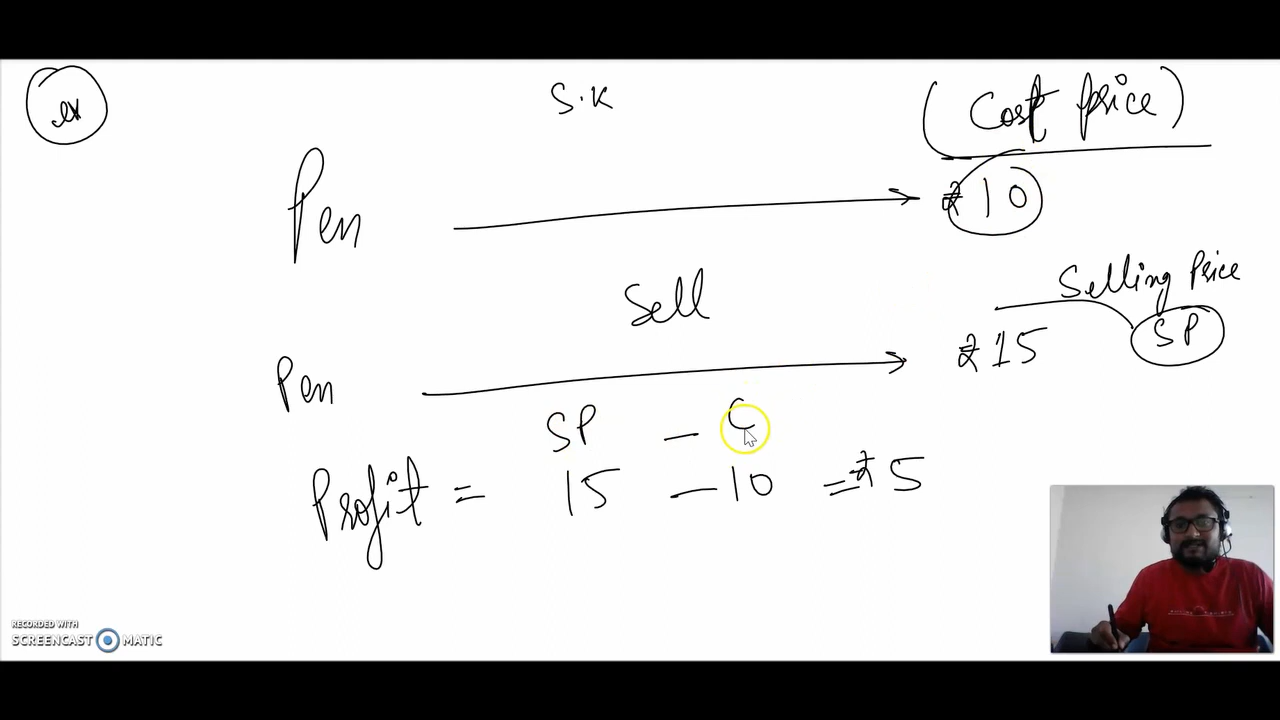 ex
S.K
(Cost price)
Pen ₹10
Sell
Selling Price
Pen ₹15 SP
SP - C
Profit = 15 - 10 = ₹5
RECORDED WITH
SCREENCAST MATIC